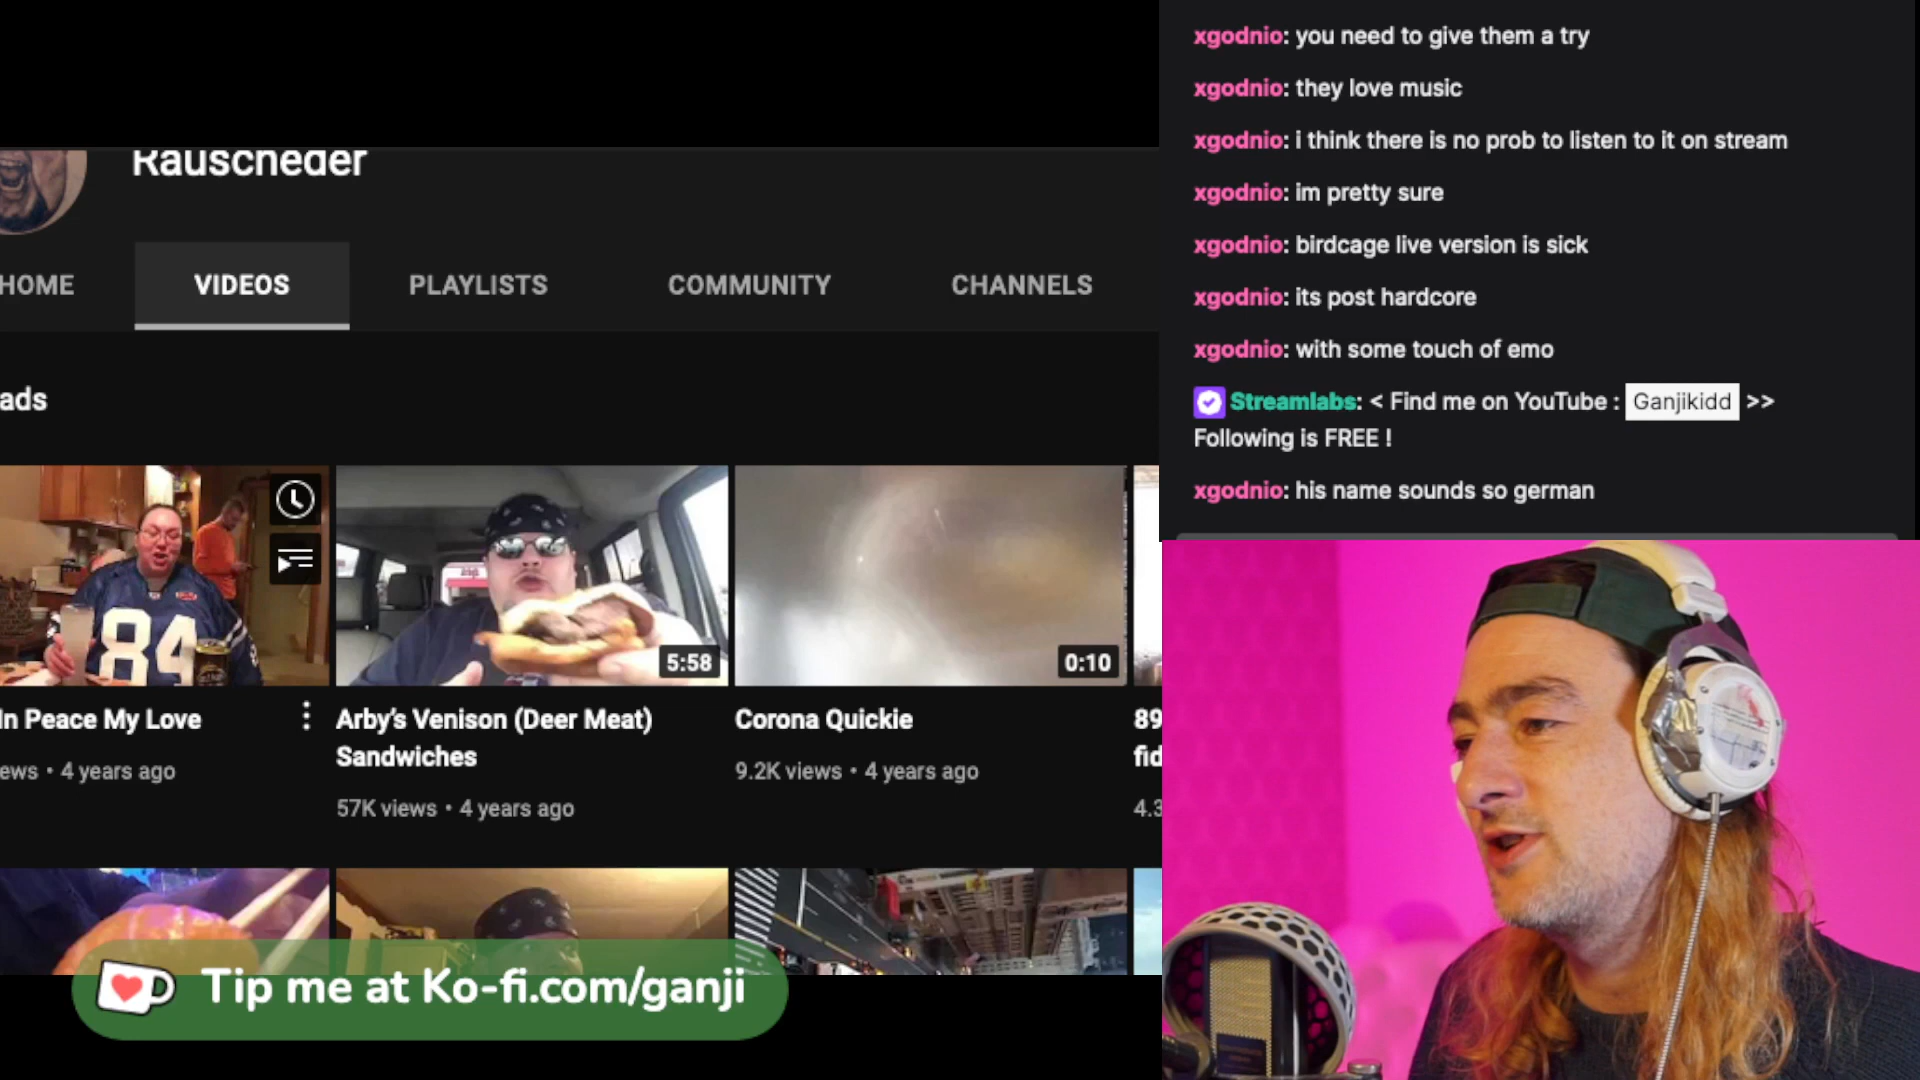 Rauscheder
HOME VIDEOS PLAYLISTS COMMUNITY CHANNELS
ads
84
5:58
0:10
In Peace My Love
ews • 4 years ago
Arby's Venison (Deer Meat)
Sandwiches
57K views • 4 years ago
Corona Quickie
9.2K views • 4 years ago
89
fid
4.3
Tip me at Ko-fi.com/ganji
xgodnio: you need to give them a try
xgodnio: they love music
xgodnio: i think there is no prob to listen to it on stream
xgodnio: im pretty sure
xgodnio: birdcage live version is sick
xgodnio: its post hardcore
xgodnio: with some touch of emo
Streamlabs: < Find me on YouTube : Ganjikidd >>
Following is FREE !
xgodnio: his name sounds so german